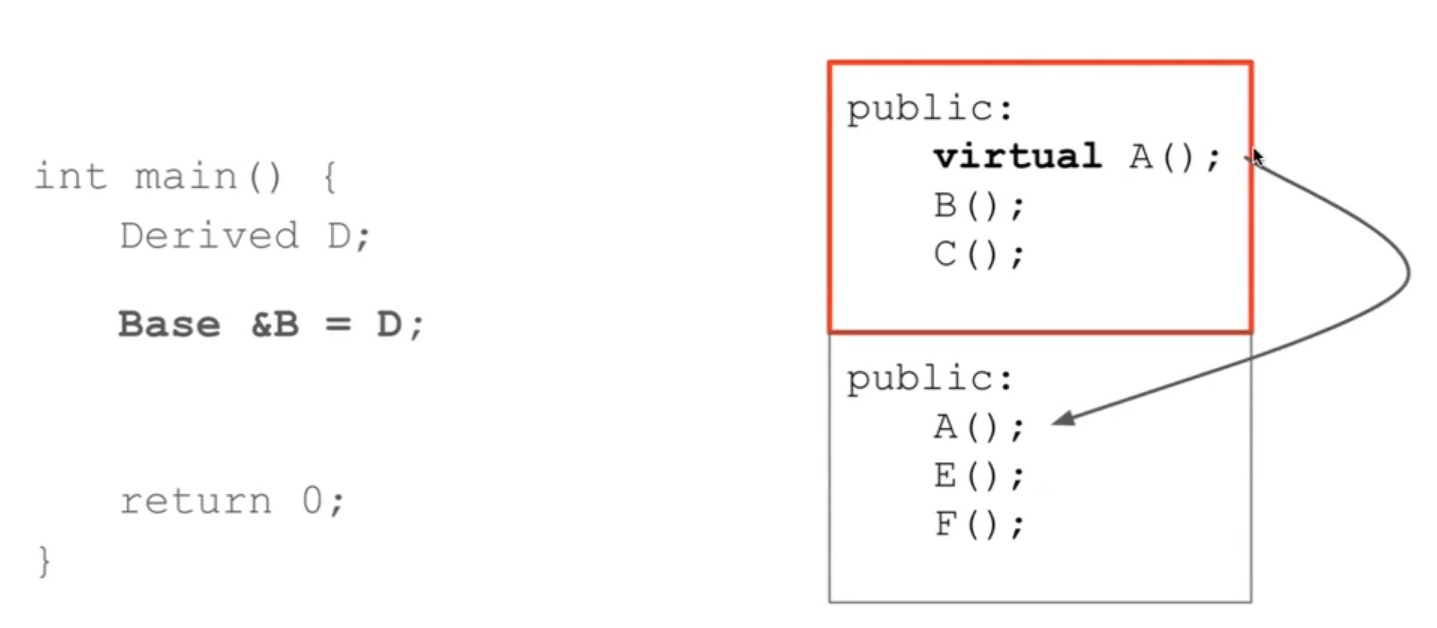 int main() {
Derived D;
Base &B = D;
return 0;
}
public:
virtual A();
B();
C();
public:
A();
E();
F();